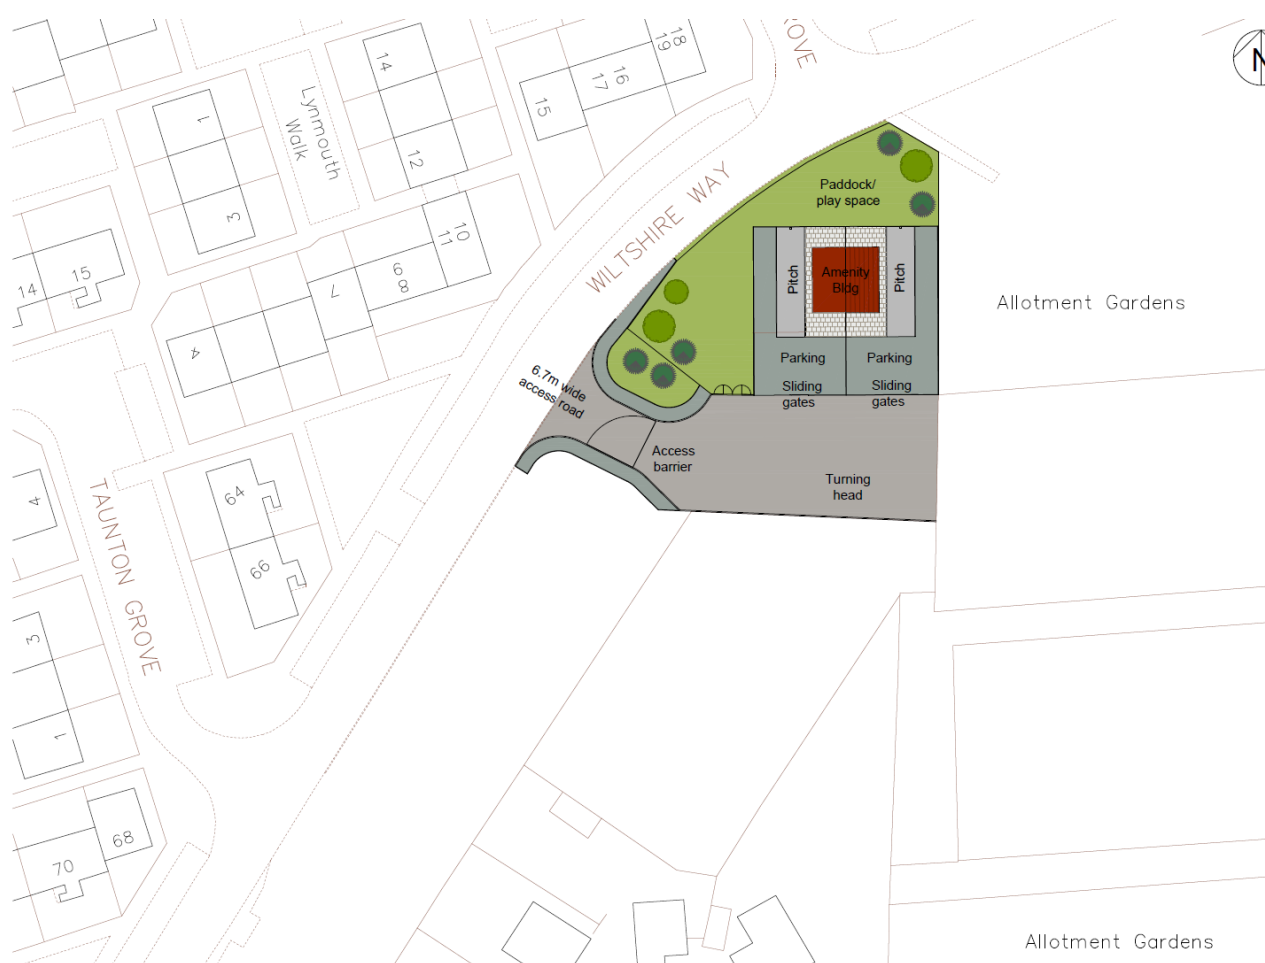 18
19
16
17
15
14
12
OVE
N
Lynmouth
Walk
1
3
10
11
9
8
7
4
15
14
WILTSHIRE WAY
Paddock/
play space
Pitch
Amenity
Bldg
Pitch
Allotment Gardens
Parking
Parking
Sliding
gates
Sliding
gates
6.7m wide
access road
Access
barrier
Turning
head
4
64
66
TAUNTON GROVE
3
1
68
70
Allotment Gardens